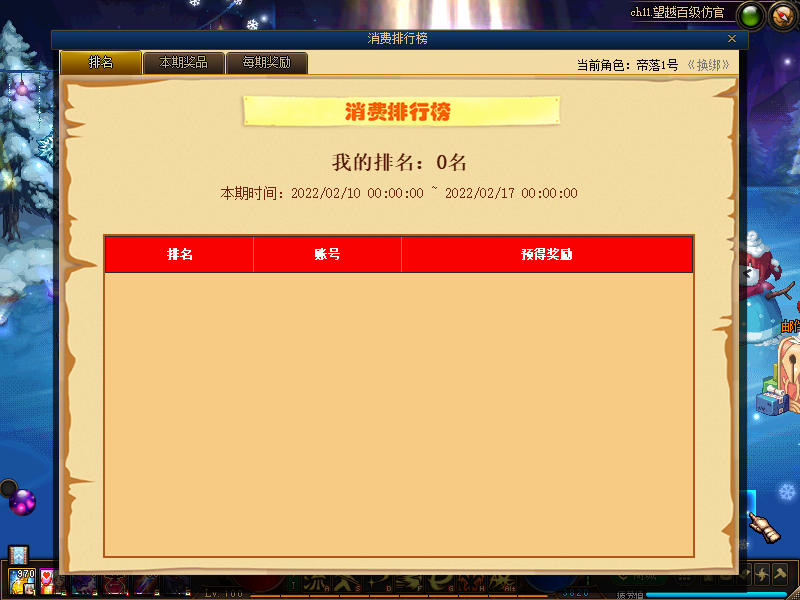 ch11.望越百级仿官
消费排行榜
排名 本期奖品 每期奖励
当前角色：帝落1号 《换绑》
消费排行榜
我的排名：0名
本期时间：2022/02/10 00:00:00 ~ 2022/02/17 00:00:00
排名 账号 预得奖励
970